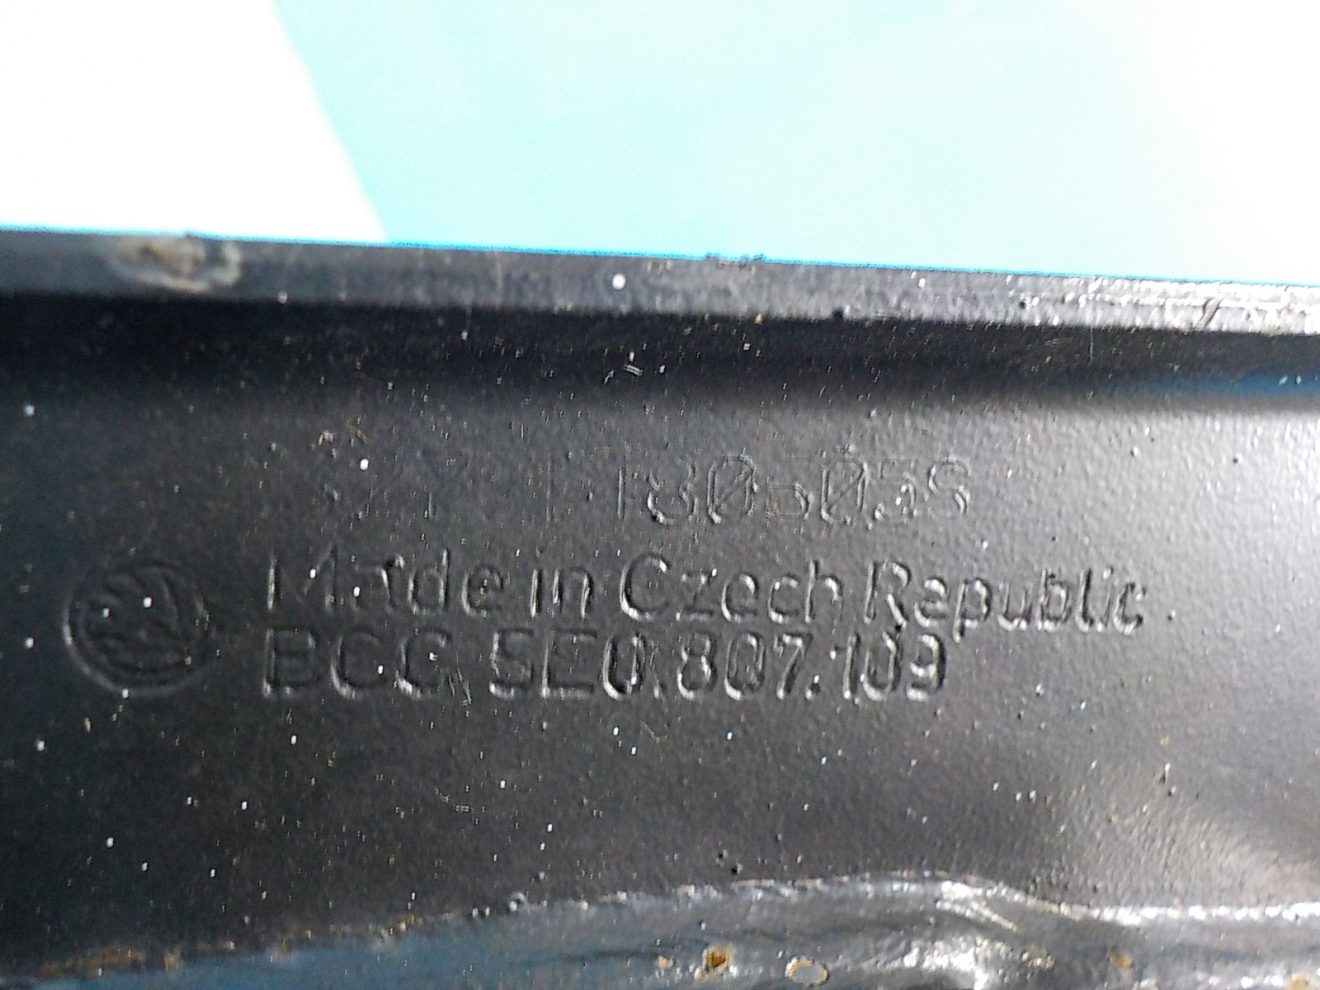 Made in Czech Republic
BCC 5E0.807.109